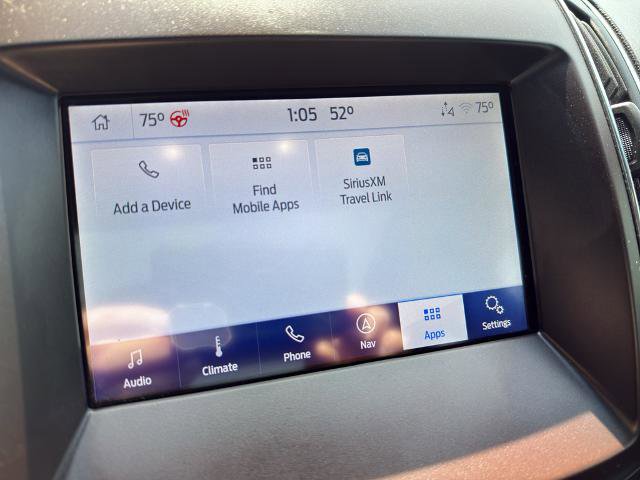 75° 1:05 52° 4 75°
Add a Device
Find
Mobile Apps
SiriusXM
Travel Link
Audio Climate Phone Nav Apps Settings